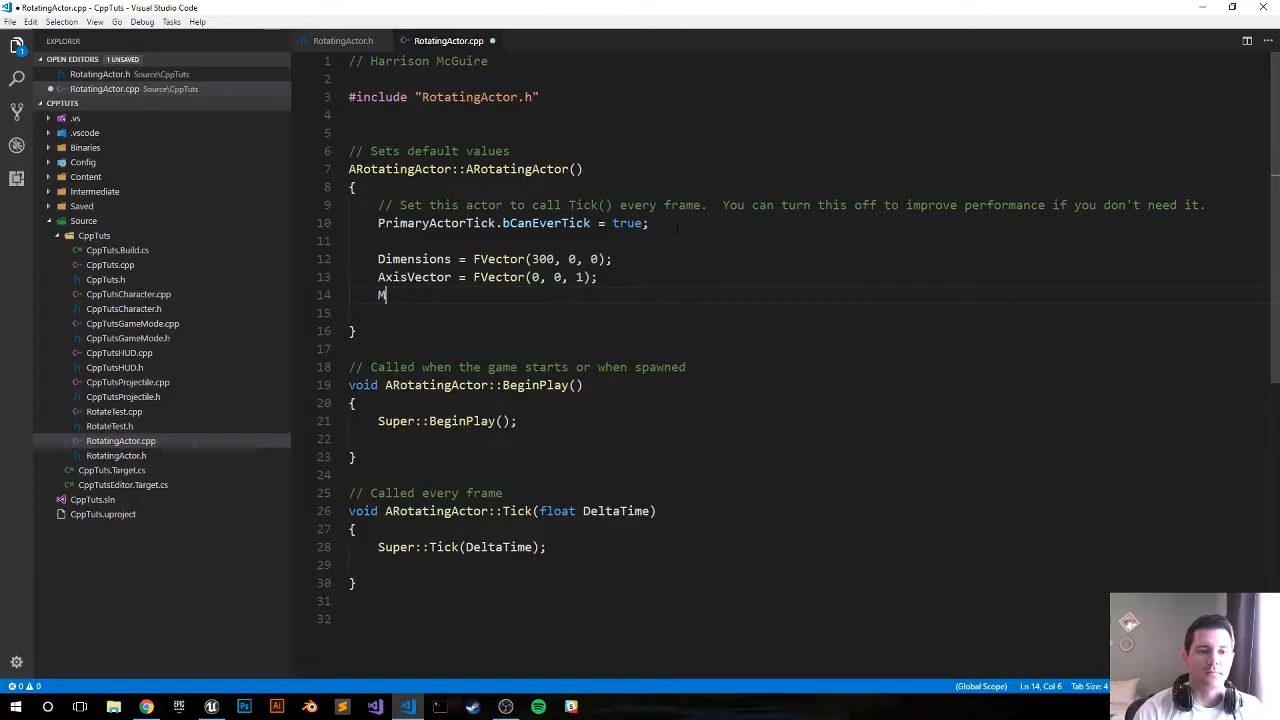 RotatingActor.cpp - CppTuts - Visual Studio Code
File Edit Selection View Go Debug Tasks Help
EXPLORER
OPEN EDITORS 1 UNSAVED
RotatingActor.h Source\CppTuts
RotatingActor.cpp Source\CppTuts
CPPTUTS
.vs
.vscode
Binaries
Config
Content
Intermediate
Saved
Source
CppTuts
CppTuts.Build.cs
CppTuts.cpp
CppTuts.h
CppTutsCharacter.cpp
CppTutsCharacter.h
CppTutsGameMode.cpp
CppTutsGameMode.h
CppTutsHUD.cpp
CppTutsHUD.h
CppTutsProjectile.cpp
CppTutsProjectile.h
RotateTest.cpp
RotateTest.h
RotatingActor.cpp
RotatingActor.h
CppTuts.Target.cs
CppTutsEditor.Target.cs
CppTuts.sln
CppTuts.uproject
RotatingActor.h RotatingActor.cpp
1 // Harrison McGuire
2
3 #include "RotatingActor.h"
4
5
6 // Sets default values
7 ARotatingActor::ARotatingActor()
8 {
9 // Set this actor to call Tick() every frame.  You can turn this off to improve performance if you don't need it.
10 PrimaryActorTick.bCanEverTick = true;
11
12 Dimensions = FVector(300, 0, 0);
13 AxisVector = FVector(0, 0, 1);
14 M
15
16 }
17
18 // Called when the game starts or when spawned
19 void ARotatingActor::BeginPlay()
20 {
21 Super::BeginPlay();
22
23 }
24
25 // Called every frame
26 void ARotatingActor::Tick(float DeltaTime)
27 {
28 Super::Tick(DeltaTime);
29
30 }
31
32
0 0 (Global Scope) Ln 14, Col 6 Tab Size: 4